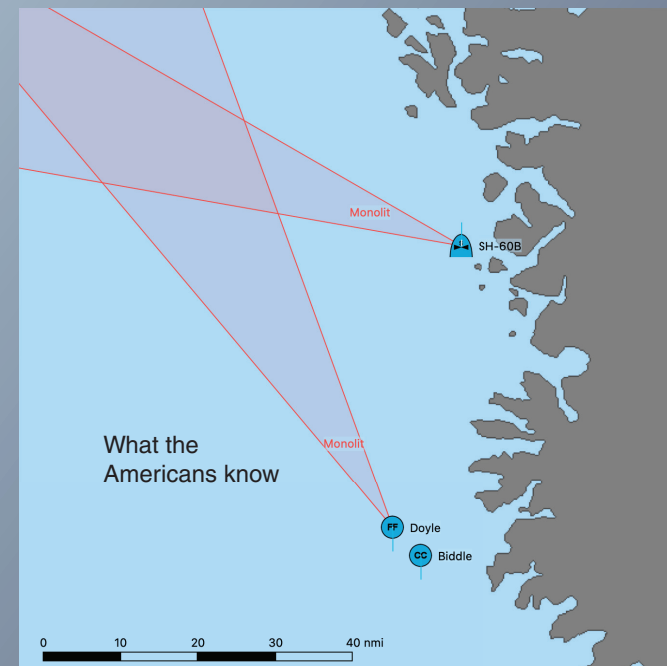 Monolit
SH-60B
What the
Americans know
Monolit
FF Doyle
CC Biddle
0 10 20 30 40 nmi